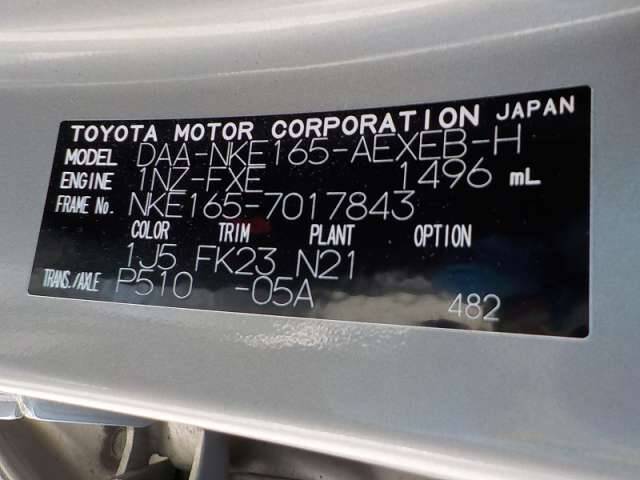 TOYOTA MOTOR CORPORATION JAPAN
MODEL DAA-NKE165-AEXEB-H
ENGINE 1NZ-FXE 1496 mL
FRAME No. NKE165-7017843
COLOR TRIM PLANT OPTION
1J5 FK23 N21
TRANS./AXLE P510 -05A
482